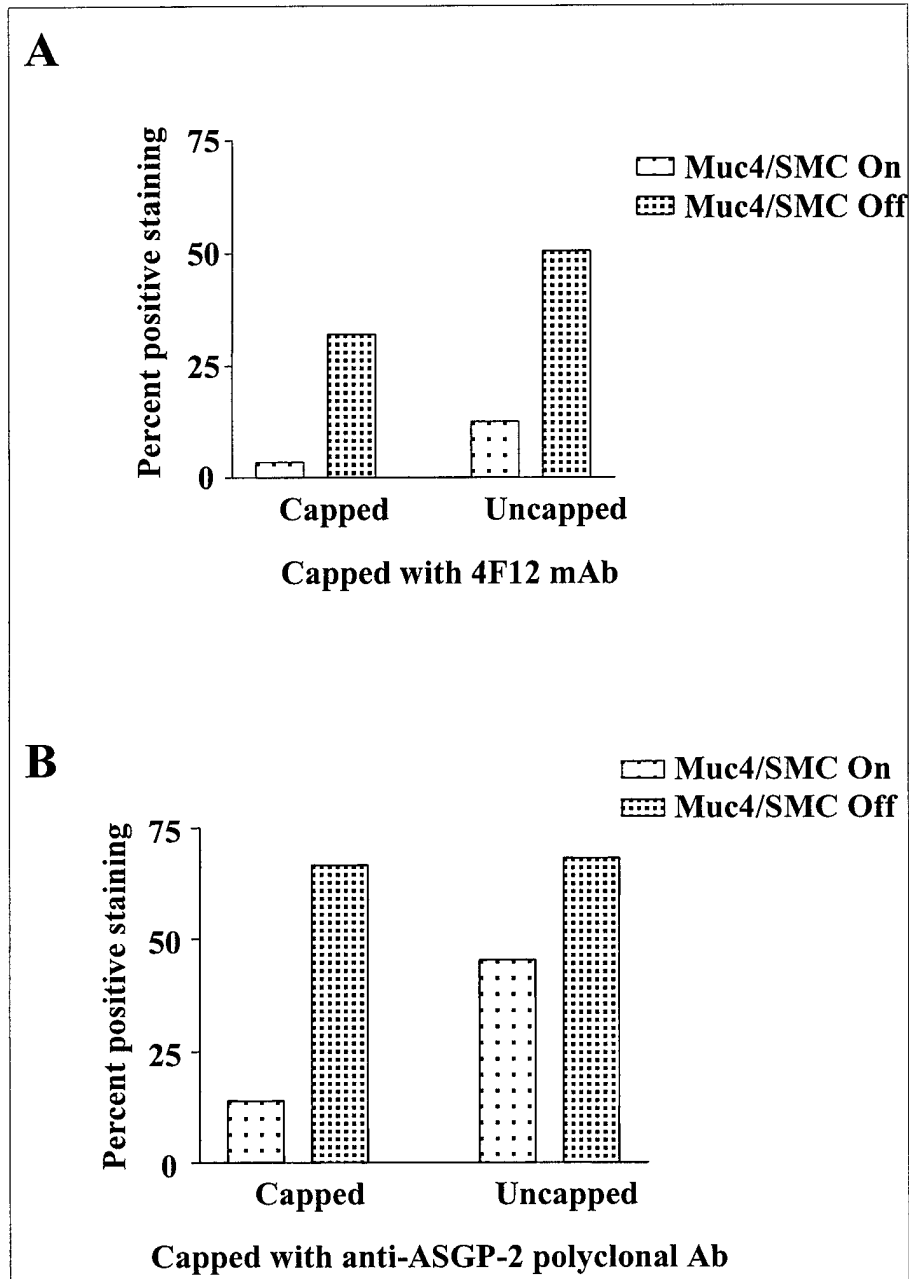 A
Percent positive staining
75
50
25
0
Muc4/SMC On
Muc4/SMC Off
Capped
Uncapped
Capped with 4F12 mAb
B
Percent positive staining
75
50
25
0
Muc4/SMC On
Muc4/SMC Off
Capped
Uncapped
Capped with anti-ASGP-2 polyclonal Ab